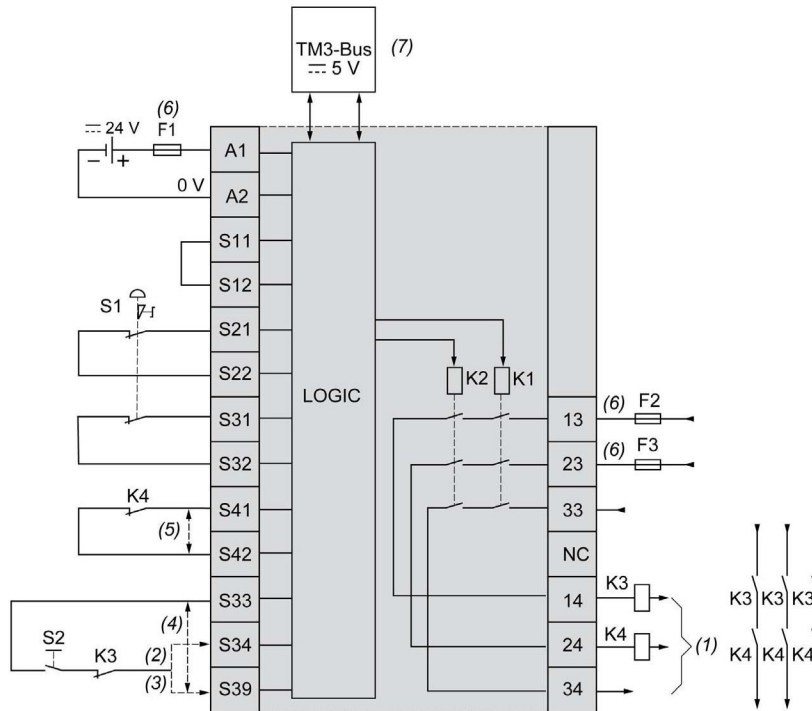 TM3-Bus
5 V
(7)
(6)
24 V
F1
− +
0 V
A1
A2
S11
S12
S1
S21
S22
S31
S32
K4
(5)
S41
S42
S33
(4)
S2
K3
(2)
(3)
S34
S39
LOGIC
K2
K1
13
(6)
F2
23
(6)
F3
33
NC
14
K3
24
K4
34
(1)
K3 K3 K3
K4 K4 K4